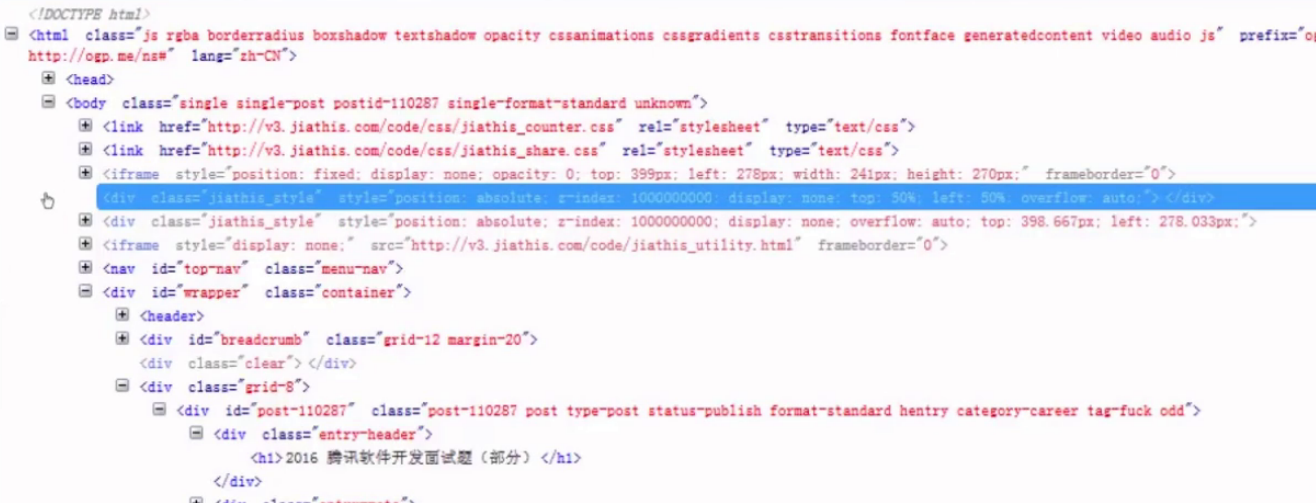 <!DOCTYPE html>
<html class="js rgba borderradius boxshadow textshadow opacity cssanimations cssgradients csstransitions fontface generatedcontent video audio js" prefix="og
http://ogp.me/ns#" lang="zh-CN">
<head>
<body class="single single-post postid-110287 single-format-standard unknown">
<link href="http://v3.jiathis.com/code/css/jiathis_counter.css" rel="stylesheet" type="text/css">
<link href="http://v3.jiathis.com/code/css/jiathis_share.css" rel="stylesheet" type="text/css">
<iframe style="position: fixed; display: none; opacity: 0; top: 399px; left: 278px; width: 241px; height: 270px;" frameborder="0">
<div class="jiathis_style" style="position: absolute; z-index: 1000000000; display: none; top: 50%; left: 50%; overflow: auto;"></div>
<div class="jiathis_style" style="position: absolute; z-index: 1000000000; display: none; overflow: auto; top: 398.667px; left: 278.033px;">
<iframe style="display: none;" src="http://v3.jiathis.com/code/jiathis_utility.html" frameborder="0">
<nav id="top-nav" class="menu-nav">
<div id="wrapper" class="container">
<header>
<div id="breadcrumb" class="grid-12 margin-20">
<div class="clear"></div>
<div class="grid-8">
<div id="post-110287" class="post-110287 post type-post status-publish format-standard hentry category-career tag-fuck odd">
<div class="entry-header">
<h1>2016 腾讯软件开发面试题（部分）</h1>
</div>